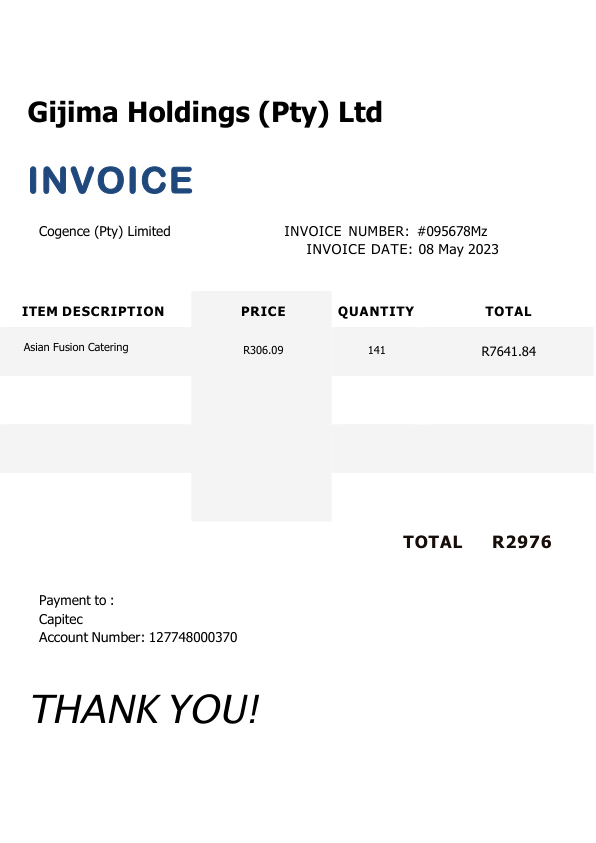 Gijima Holdings (Pty) Ltd
INVOICE
Cogence (Pty) Limited INVOICE NUMBER: #095678Mz
INVOICE DATE: 08 May 2023
ITEM DESCRIPTION PRICE QUANTITY TOTAL
Asian Fusion Catering R306.09 141 R7641.84
TOTAL R2976
Payment to :
Capitec
Account Number: 127748000370
THANK YOU!